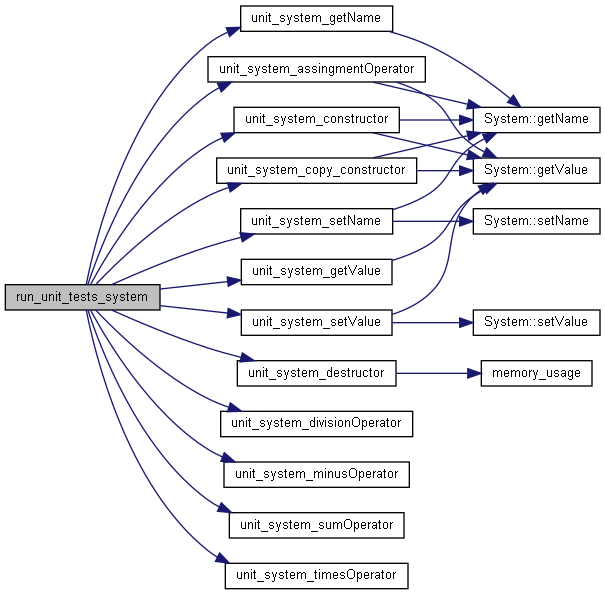 unit_system_getName
unit_system_assingmentOperator
unit_system_constructor
System::getName
unit_system_copy_constructor
System::getValue
unit_system_setName
System::setName
unit_system_getValue
run_unit_tests_system
unit_system_setValue
System::setValue
unit_system_destructor
memory_usage
unit_system_divisionOperator
unit_system_minusOperator
unit_system_sumOperator
unit_system_timesOperator